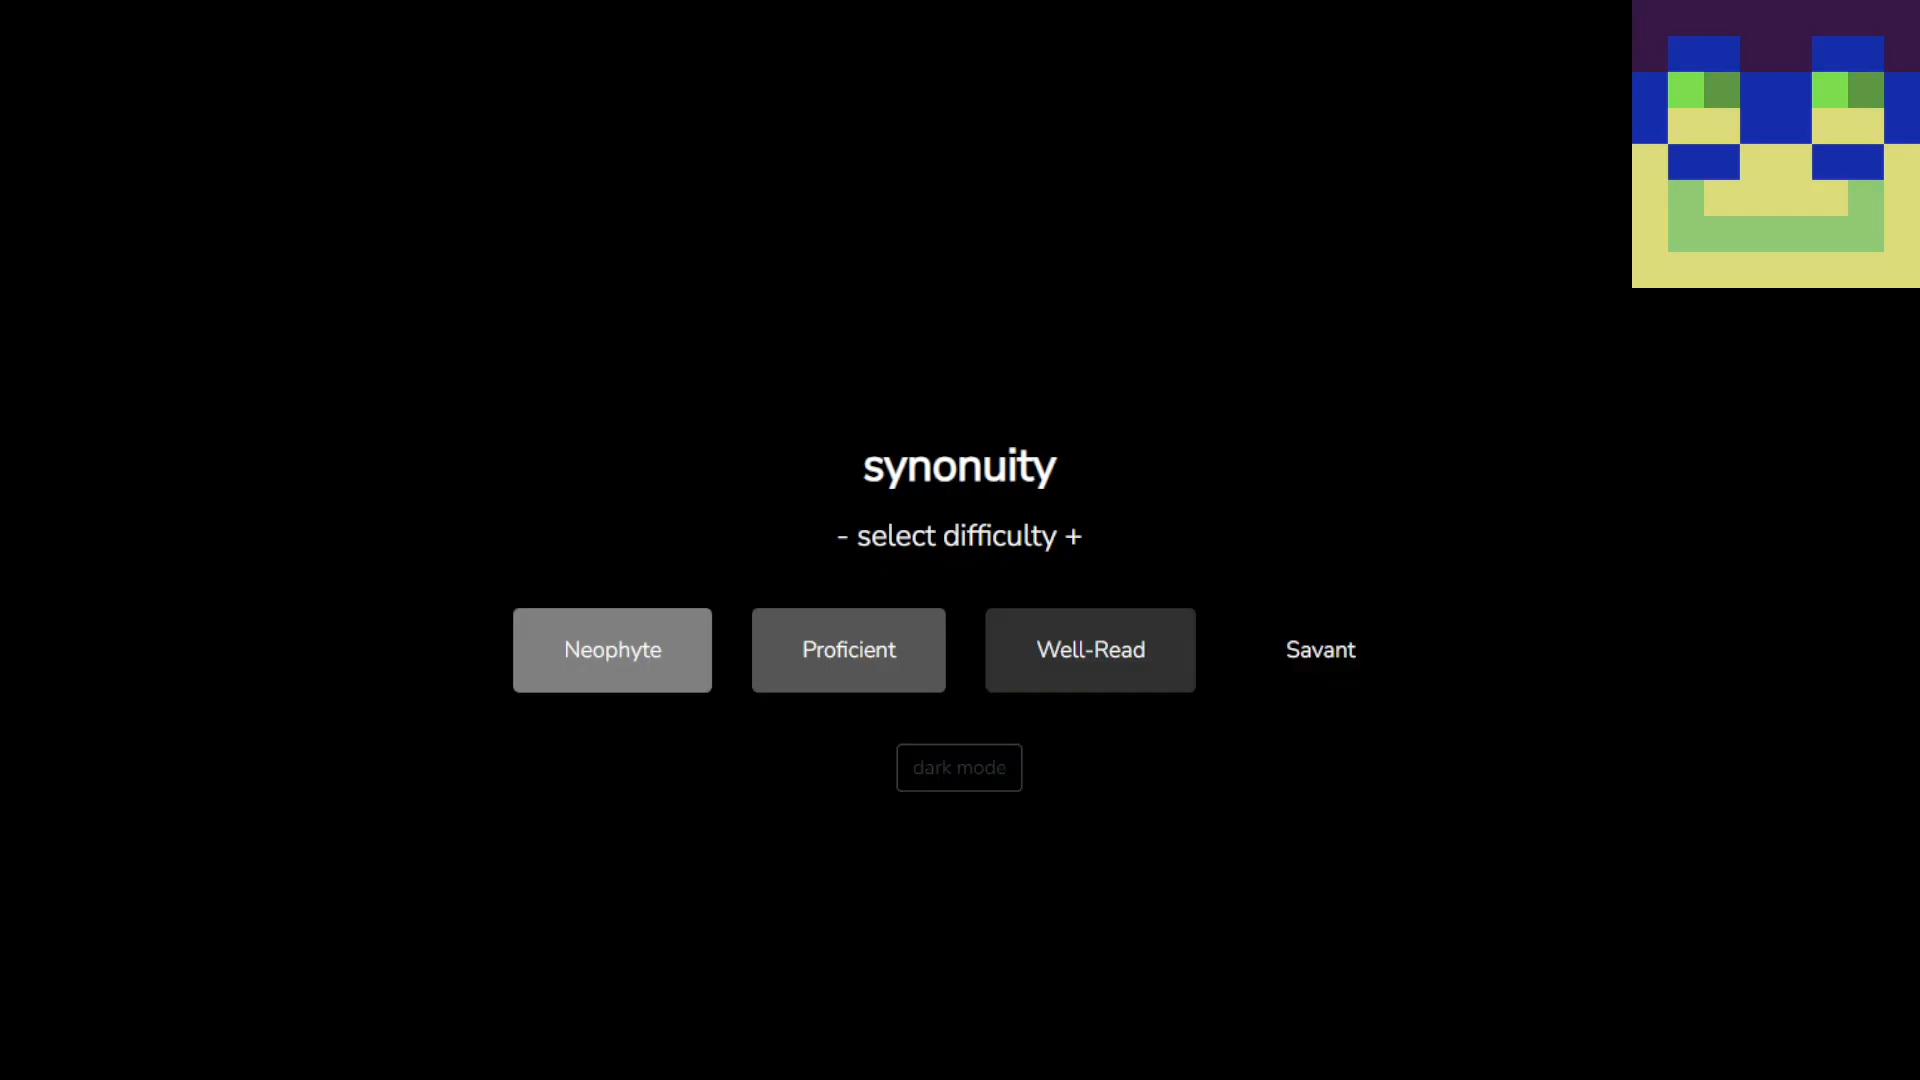 synonuity
- select difficulty +
Neophyte Proficient Well-Read Savant
dark mode